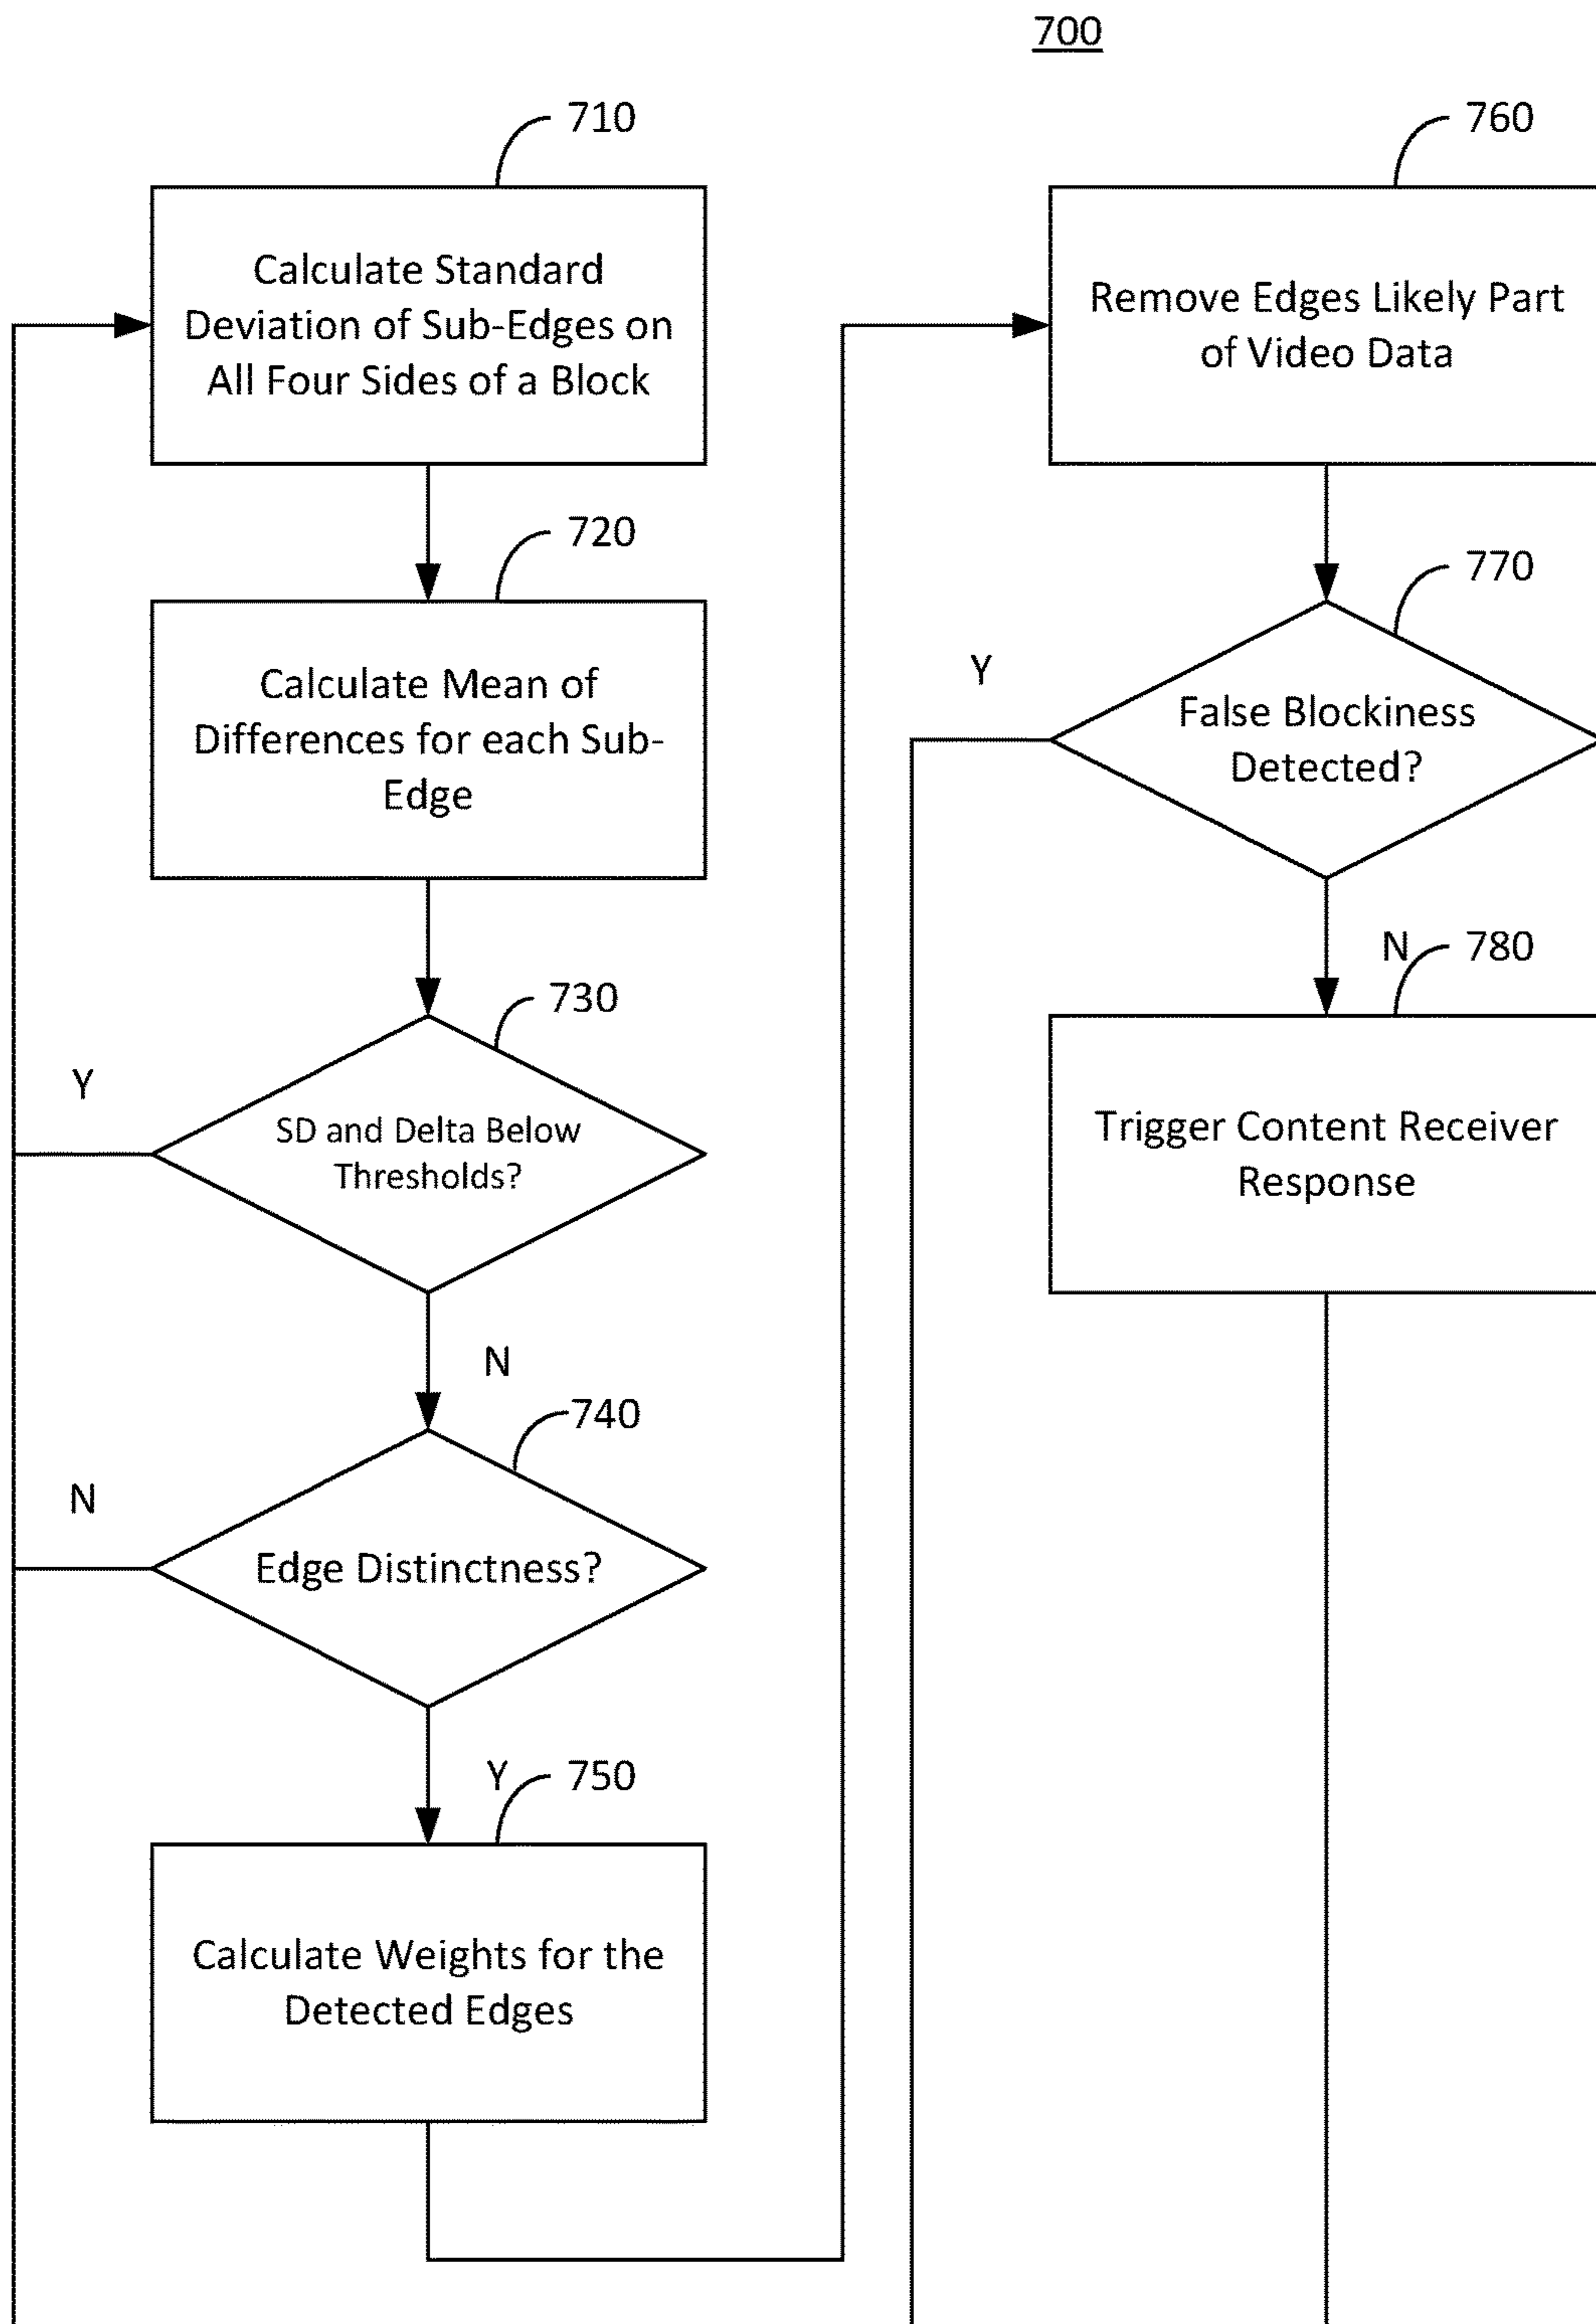 700
710
Calculate Standard
Deviation of Sub-Edges on
All Four Sides of a Block
720
Calculate Mean of
Differences for each Sub-
Edge
730
Y
SD and Delta Below
Thresholds?
N
740
N
Edge Distinctness?
Y
750
Calculate Weights for the
Detected Edges
760
Remove Edges Likely Part
of Video Data
770
Y
False Blockiness
Detected?
N
780
Trigger Content Receiver
Response